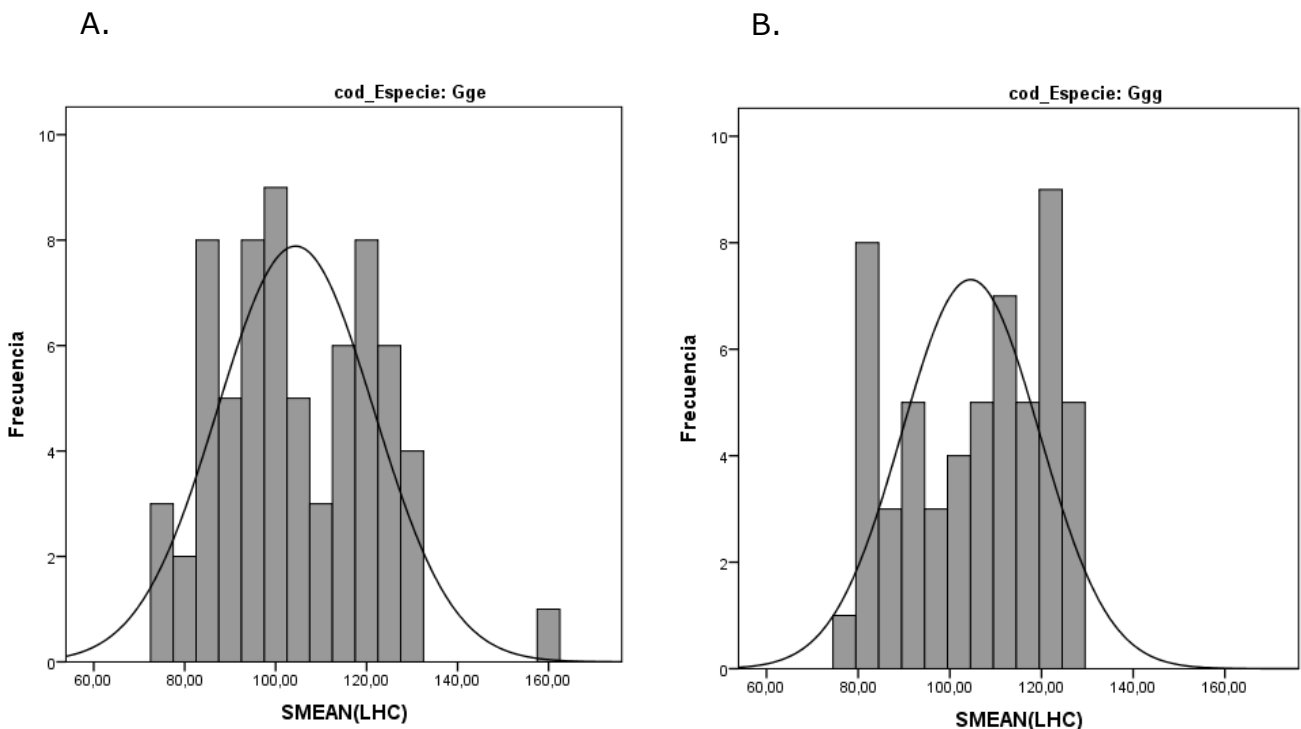 A.
cod_Especie: Gge
10
8
6
4
2
0
Frecuencia
60,00 80,00 100,00 120,00 140,00 160,00
SMEAN(LHC)
B.
cod_Especie: Ggg
10
8
6
4
2
0
Frecuencia
60,00 80,00 100,00 120,00 140,00 160,00
SMEAN(LHC)